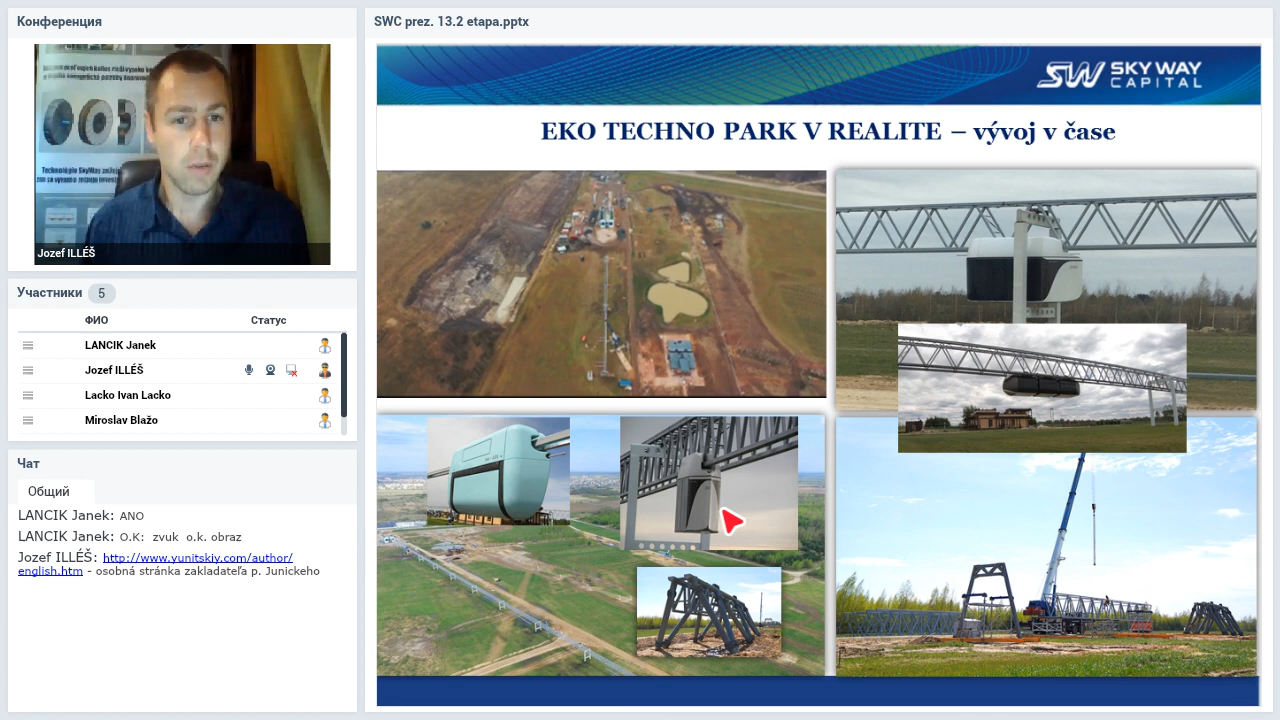 Конференция
Technológie SkyWay
Jozef ILLÉŠ
Участники 5
ФИО Статус
LANCIK Janek
Jozef ILLÉŠ
Lacko Ivan Lacko
Miroslav Blažo
Чат
Общий
LANCIK Janek: ANO
LANCIK Janek: O.K: zvuk o.k. obraz
Jozef ILLÉŠ: http://www.yunitskiy.com/author/
english.htm - osobná stránka zakladateľa p. Junickeho
SWC prez. 13.2 etapa.pptx
SW SKY WAY
CAPITAL
EKO TECHNO PARK V REALITE – vývoj v čase